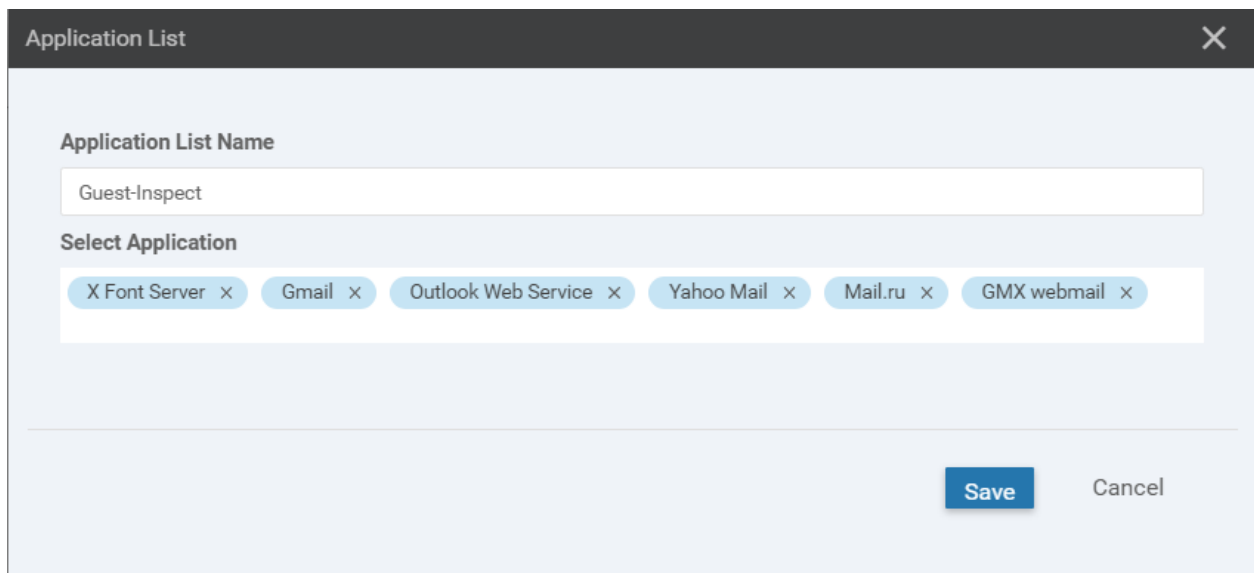 Application List
Application List Name
Guest-Inspect
Select Application
X Font Server Gmail Outlook Web Service Yahoo Mail Mail.ru GMX webmail
Save Cancel